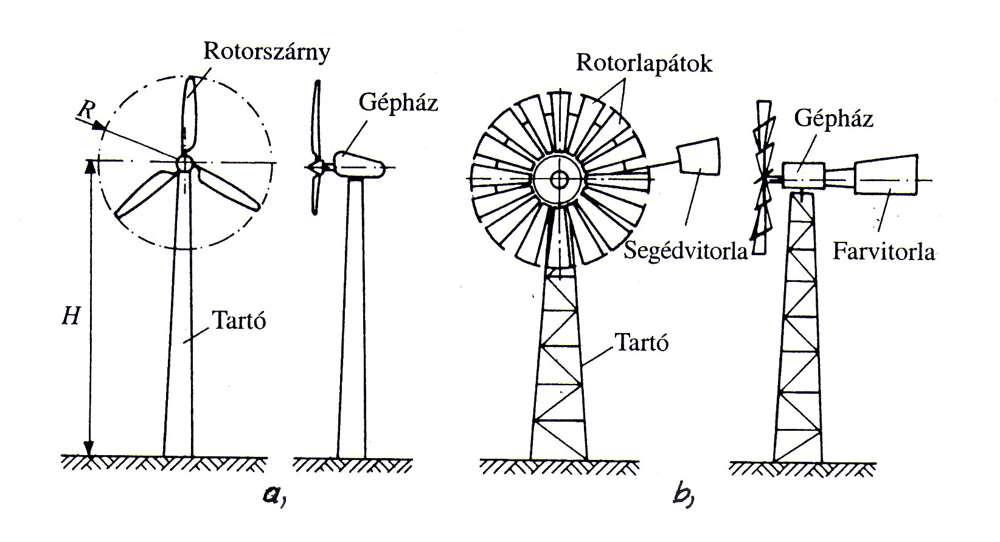 Rotorszárny
R
Gépház
H
Tartó
a,
Rotorlapátok
Gépház
Segédvitorla
Farvitorla
Tartó
b,